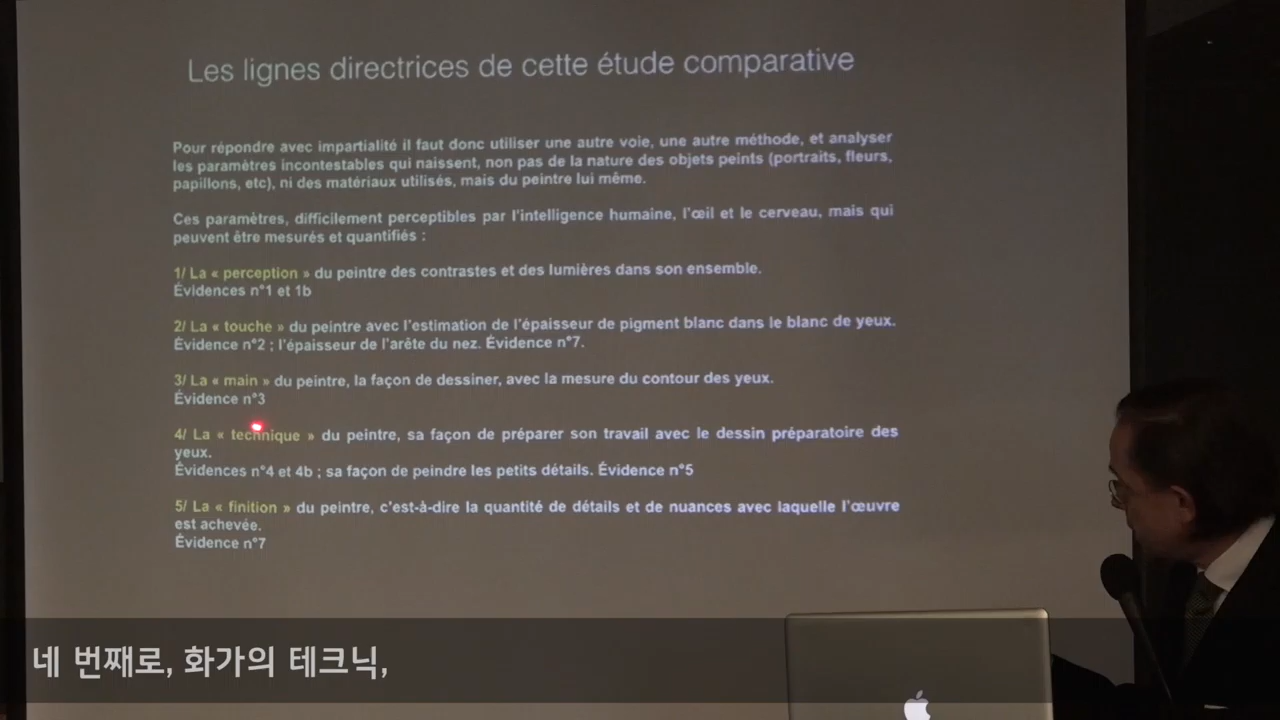 Les lignes directrices de cette étude comparative
Pour répondre avec impartialité il faut donc utiliser une autre voie, une autre méthode, et analyser
les paramètres incontestables qui naissent, non pas de la nature des objets peints (portraits, fleurs,
papillons, etc), ni des matériaux utilisés, mais du peintre lui même.
Ces paramètres, difficilement perceptibles par l'intelligence humaine, l'œil et le cerveau, mais qui
peuvent être mesurés et quantifiés :
1/ La « perception » du peintre des contrastes et des lumières dans son ensemble.
Évidences n°1 et 1b
2/ La « touche » du peintre avec l'estimation de l'épaisseur de pigment blanc dans le blanc de yeux.
Évidence n°2 ; l'épaisseur de l'arête du nez. Évidence n°7.
3/ La « main » du peintre, la façon de dessiner, avec la mesure du contour des yeux.
Évidence n°3
4/ La « technique » du peintre, sa façon de préparer son travail avec le dessin préparatoire des
yeux.
Évidences n°4 et 4b ; sa façon de peindre les petits détails. Évidence n°5
5/ La « finition » du peintre, c'est-à-dire la quantité de détails et de nuances avec laquelle l'œuvre
est achevée.
Évidence n°7
네 번째로, 화가의 테크닉,